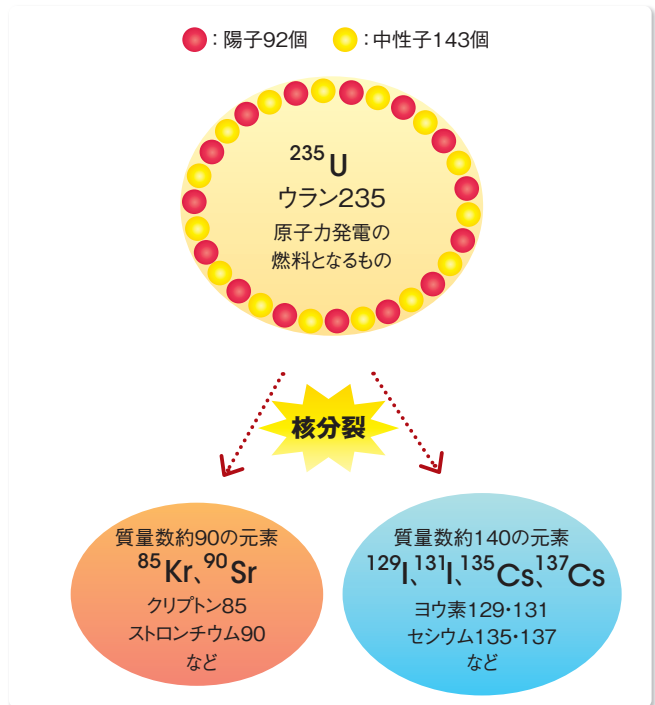 ：陽子92個　：中性子143個
²³⁵U
ウラン235
原子力発電の
燃料となるもの
核分裂
質量数約90の元素
⁸⁵Kr、⁹⁰Sr
クリプトン85
ストロンチウム90
など
質量数約140の元素
¹²⁹I、¹³¹I、¹³⁵Cs、¹³⁷Cs
ヨウ素129・131
セシウム135・137
など